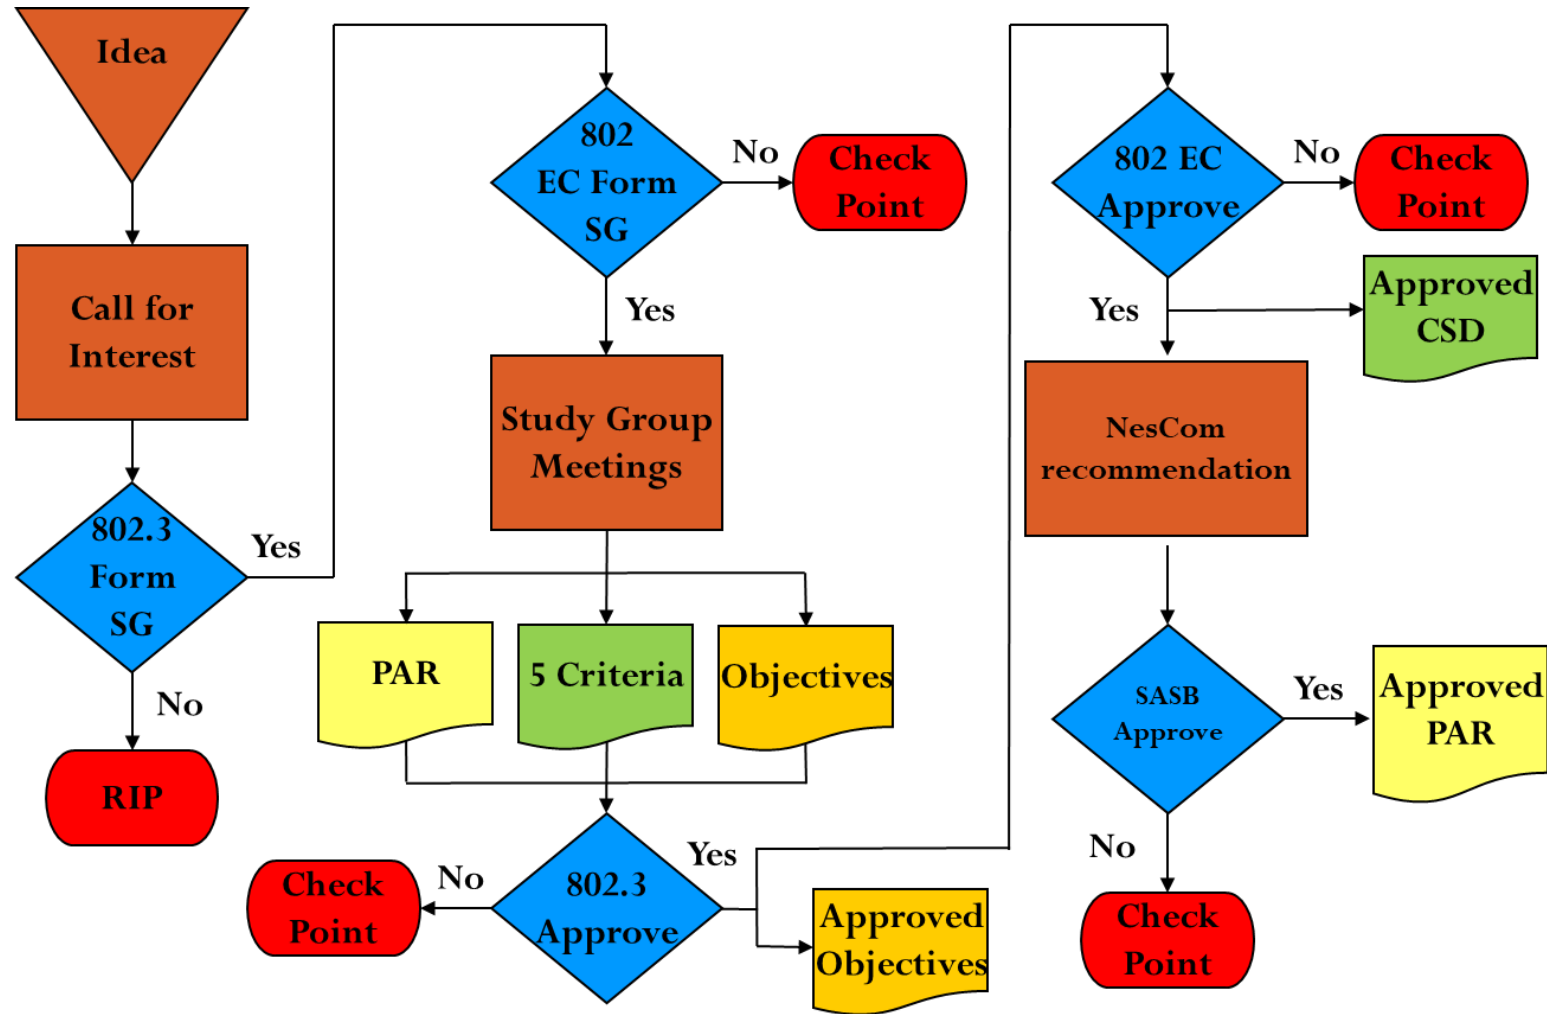 Idea
Call for
Interest
802.3
Form
SG
Yes
No
RIP
802
EC Form
SG
No
Check
Point
Yes
Study Group
Meetings
PAR
5 Criteria
Objectives
802.3
Approve
No
Check
Point
Yes
Approved
Objectives
802 EC
Approve
No
Check
Point
Yes
Approved
CSD
NesCom
recommendation
SASB
Approve
Yes
Approved
PAR
No
Check
Point